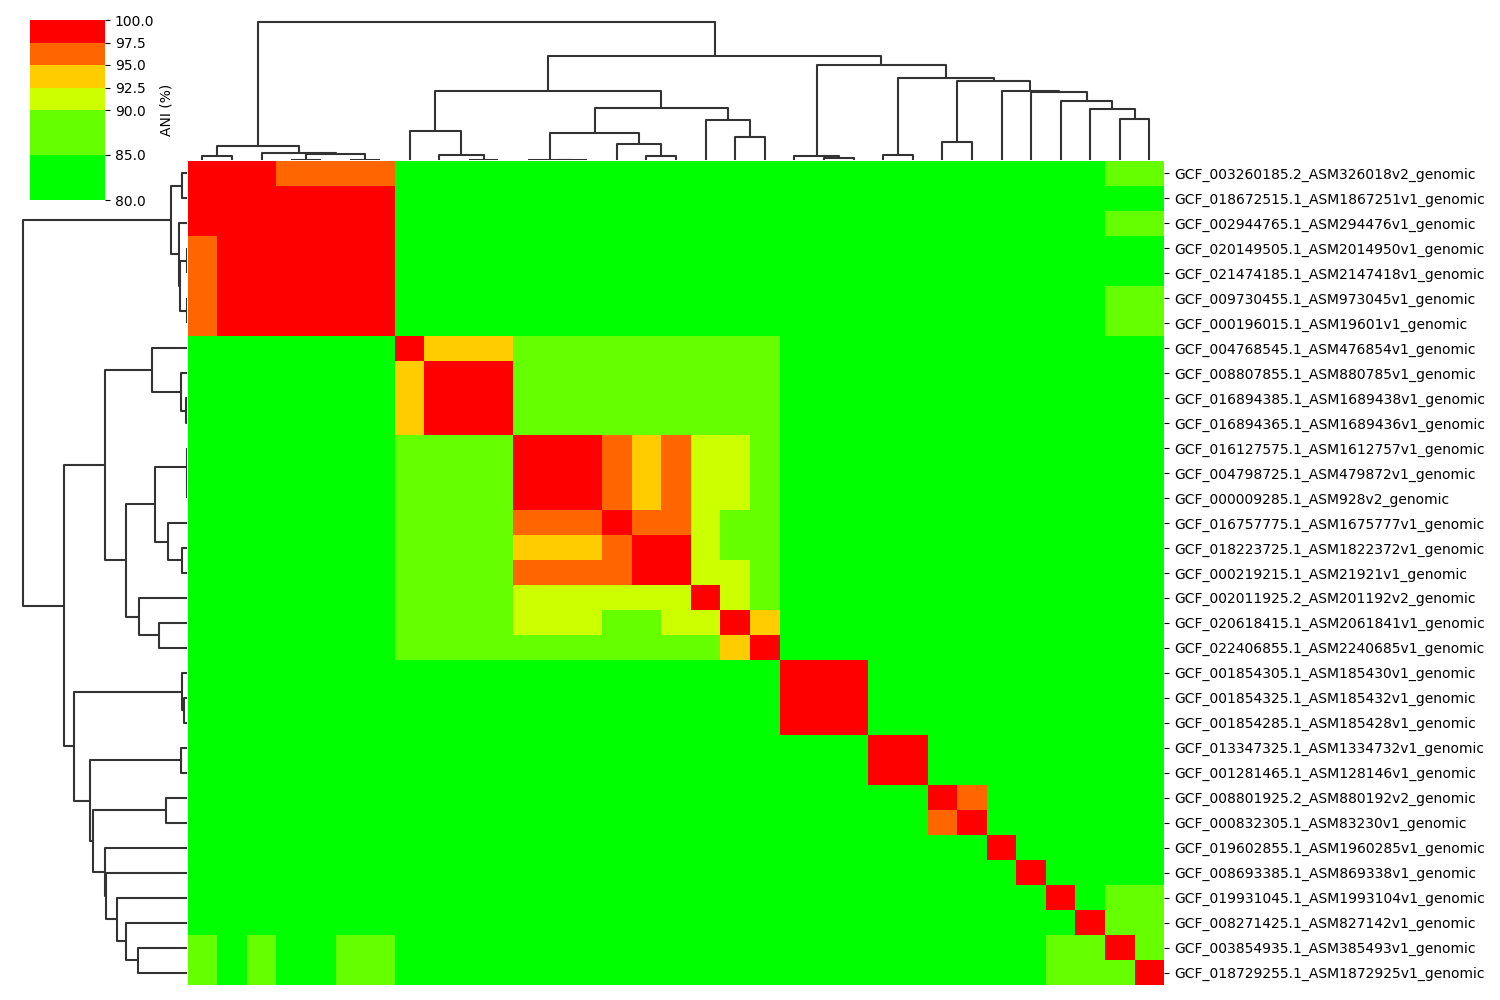 100.0
97.5
95.0
92.5
90.0
85.0
80.0
ANI (%)
GCF_003260185.2_ASM326018v2_genomic
GCF_018672515.1_ASM1867251v1_genomic
GCF_002944765.1_ASM294476v1_genomic
GCF_020149505.1_ASM2014950v1_genomic
GCF_021474185.1_ASM2147418v1_genomic
GCF_009730455.1_ASM973045v1_genomic
GCF_000196015.1_ASM19601v1_genomic
GCF_004768545.1_ASM476854v1_genomic
GCF_008807855.1_ASM880785v1_genomic
GCF_016894385.1_ASM1689438v1_genomic
GCF_016894365.1_ASM1689436v1_genomic
GCF_016127575.1_ASM1612757v1_genomic
GCF_004798725.1_ASM479872v1_genomic
GCF_000009285.1_ASM928v2_genomic
GCF_016757775.1_ASM1675777v1_genomic
GCF_018223725.1_ASM1822372v1_genomic
GCF_000219215.1_ASM21921v1_genomic
GCF_002011925.2_ASM201192v2_genomic
GCF_020618415.1_ASM2061841v1_genomic
GCF_022406855.1_ASM2240685v1_genomic
GCF_001854305.1_ASM185430v1_genomic
GCF_001854325.1_ASM185432v1_genomic
GCF_001854285.1_ASM185428v1_genomic
GCF_013347325.1_ASM1334732v1_genomic
GCF_001281465.1_ASM128146v1_genomic
GCF_008801925.2_ASM880192v2_genomic
GCF_000832305.1_ASM83230v1_genomic
GCF_019602855.1_ASM1960285v1_genomic
GCF_008693385.1_ASM869338v1_genomic
GCF_019931045.1_ASM1993104v1_genomic
GCF_008271425.1_ASM827142v1_genomic
GCF_003854935.1_ASM385493v1_genomic
GCF_018729255.1_ASM1872925v1_genomic